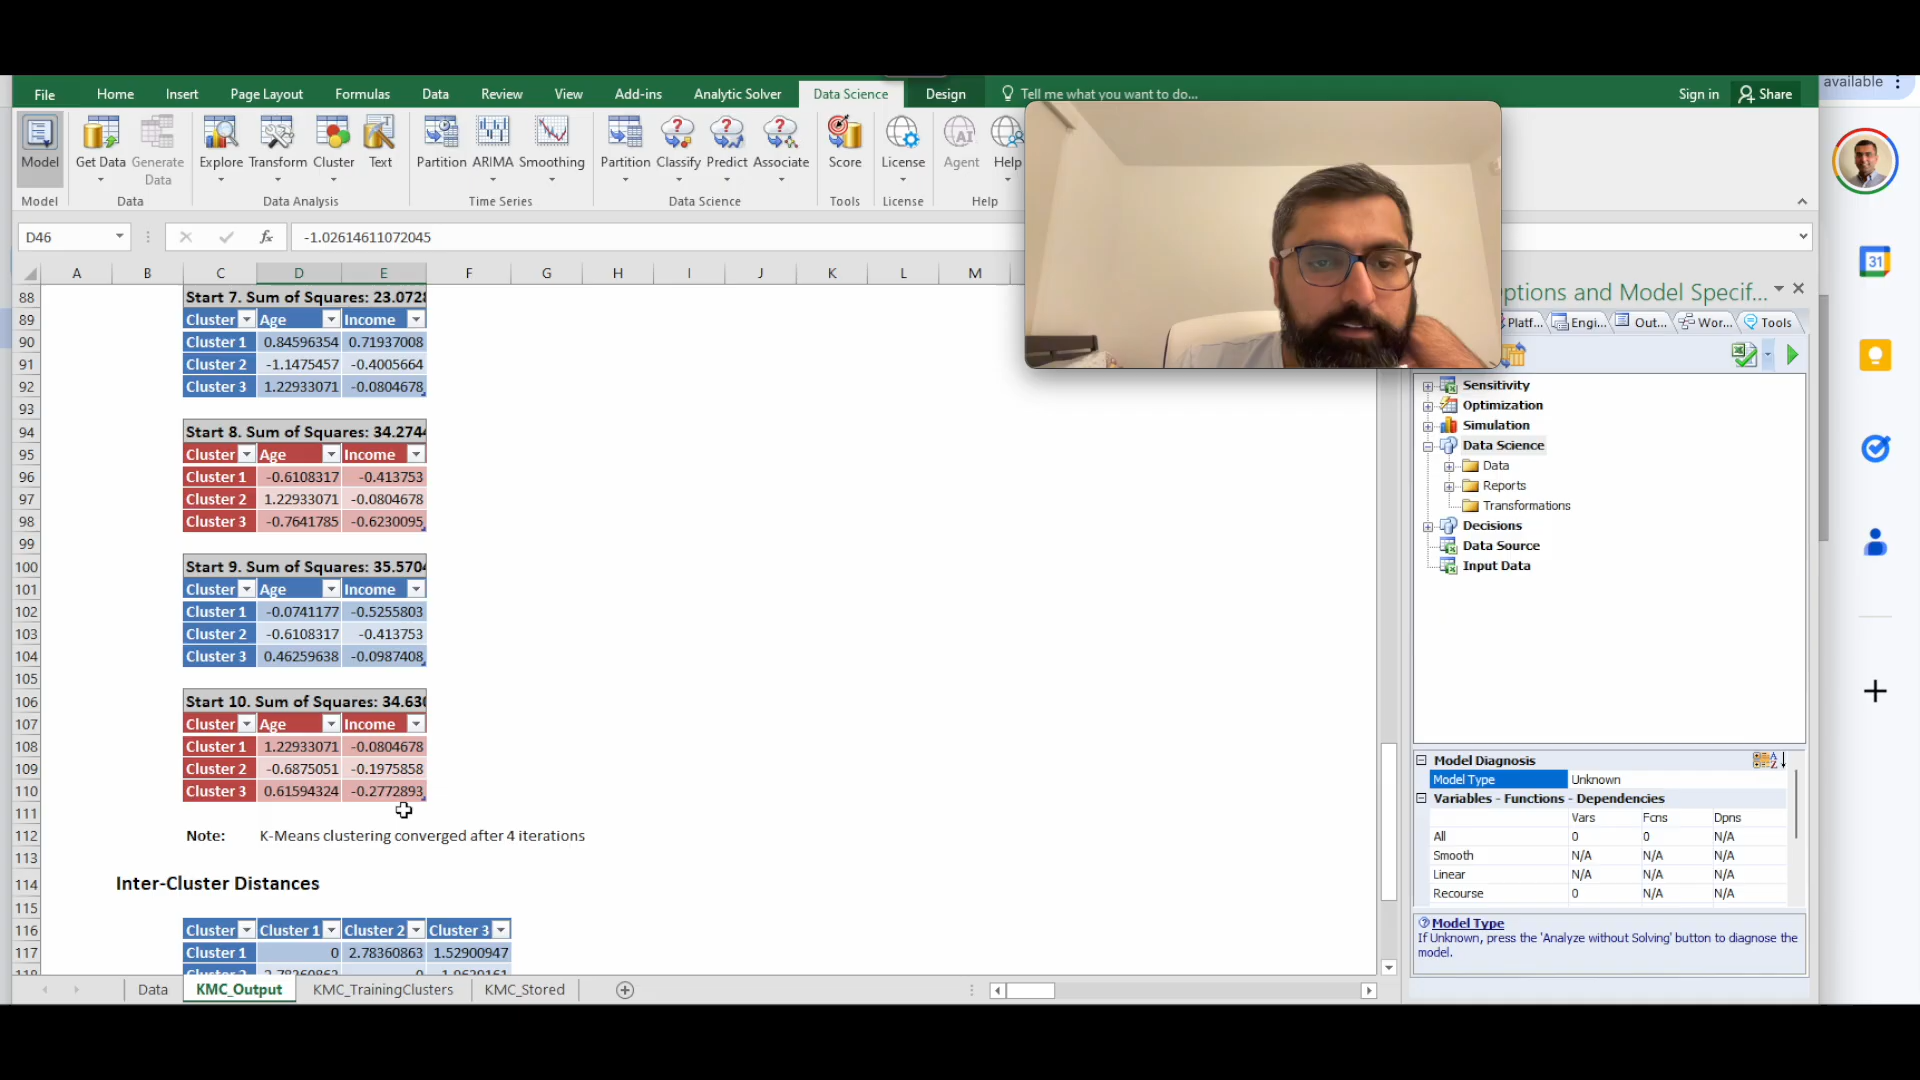 available
File Home Insert Page Layout Formulas Data Review View Add-ins Analytic Solver Data Science Design Tell me what you want to do... Sign in Share
Model Get Data Generate Data Explore Transform Cluster Text Partition ARIMA Smoothing Partition Classify Predict Associate Score License Agent Help
Model Data Data Analysis Time Series Data Science Tools License Help
D46 fx -1.02614611072045
A B C D E F G H I J K L M
88 Start 7. Sum of Squares: 23.0728
89 Cluster Age Income
90 Cluster 1 0.84596354 0.71937008
91 Cluster 2 -1.1475457 -0.4005664
92 Cluster 3 1.22933071 -0.0804678
93
94 Start 8. Sum of Squares: 34.2744
95 Cluster Age Income
96 Cluster 1 -0.6108317 -0.413753
97 Cluster 2 1.22933071 -0.0804678
98 Cluster 3 -0.7641785 -0.6230095
99
100 Start 9. Sum of Squares: 35.5704
101 Cluster Age Income
102 Cluster 1 -0.0741177 -0.5255803
103 Cluster 2 -0.6108317 -0.413753
104 Cluster 3 0.46259638 -0.0987408
105
106 Start 10. Sum of Squares: 34.630
107 Cluster Age Income
108 Cluster 1 1.22933071 -0.0804678
109 Cluster 2 -0.6875051 -0.1975858
110 Cluster 3 0.61594324 -0.2772893
111
112 Note: K-Means clustering converged after 4 iterations
113
114 Inter-Cluster Distances
115
116 Cluster Cluster 1 Cluster 2 Cluster 3
117 Cluster 1 0 2.78360863 1.52900947
Data KMC_Output KMC_TrainingClusters KMC_Stored
ptions and Model Specif...
Platf... Engi... Out... Wor... Tools
Sensitivity
Optimization
Simulation
Data Science
Data
Reports
Transformations
Decisions
Data Source
Input Data
Model Diagnosis
Model Type Unknown
Variables - Functions - Dependencies
Vars Fcns Dpns
All 0 0 N/A
Smooth N/A N/A N/A
Linear N/A N/A N/A
Recourse 0 N/A N/A
Model Type
If Unknown, press the 'Analyze without Solving' button to diagnose the
model.
31